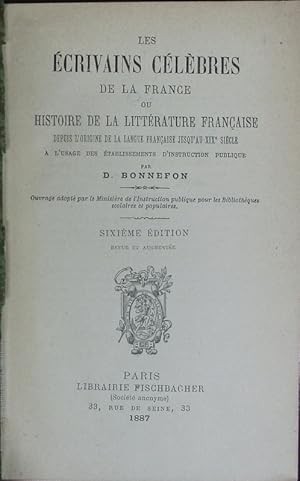 LES
ÉCRIVAINS CÉLÈBRES
DE LA FRANCE
OU
HISTOIRE DE LA LITTÉRATURE FRANÇAISE
DEPUIS L'ORIGINE DE LA LANGUE FRANÇAISE JUSQU'AU XIXe SIÈCLE
A L'USAGE DES ÉTABLISSEMENTS D'INSTRUCTION PUBLIQUE
PAR
D. BONNEFON
Ouvrage adopté par le Ministère de l'Instruction publique pour les bibliothèques
scolaires et populaires.
SIXIÈME ÉDITION
REVUE ET AUGMENTÉE
PARIS
LIBRAIRIE FISCHBACHER
(Société anonyme)
33, RUE DE SEINE, 33
1887